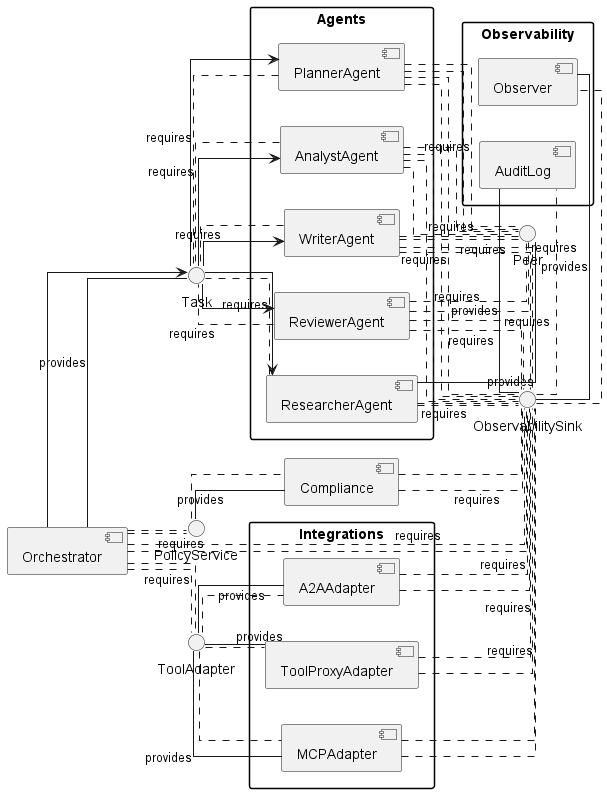 Agents
Observability
PlannerAgent
Observer
requires
AnalystAgent
requires
requires
AuditLog
requires
WriterAgent
requires
requires
requires
requires
Peer
requires
provides
Task
requires
requires
requires
ReviewerAgent
provides
requires
requires
provides
provides
ResearcherAgent
requires
ObservabilitySink
Compliance
provides
requires
Orchestrator
requires
PolicyService
requires
Integrations
requires
requires
A2AAdapter
provides
requires
provides
requires
ToolAdapter
ToolProxyAdapter
provides
MCPAdapter